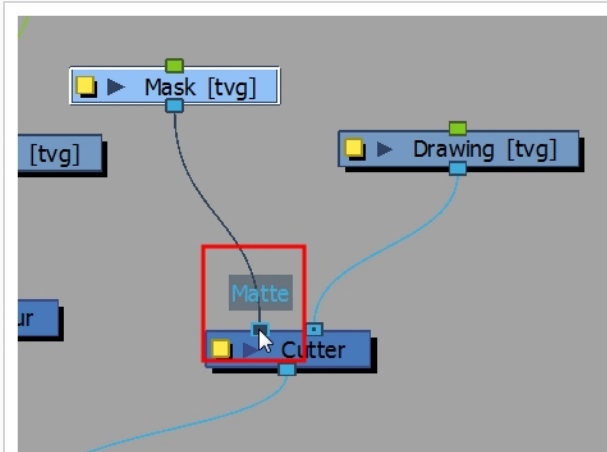 Mask [tvg]
[tvg]
Drawing [tvg]
Matte
ur
Cutter